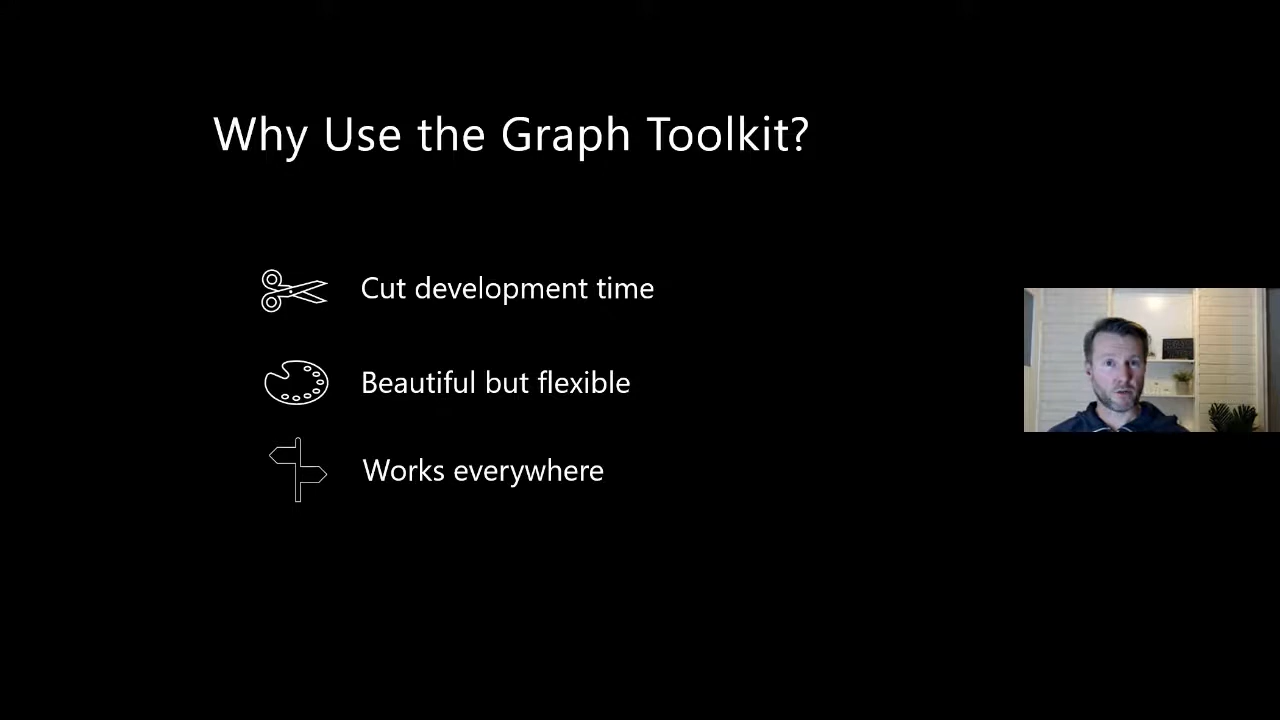 Why Use the Graph Toolkit?
Cut development time
Beautiful but flexible
Works everywhere